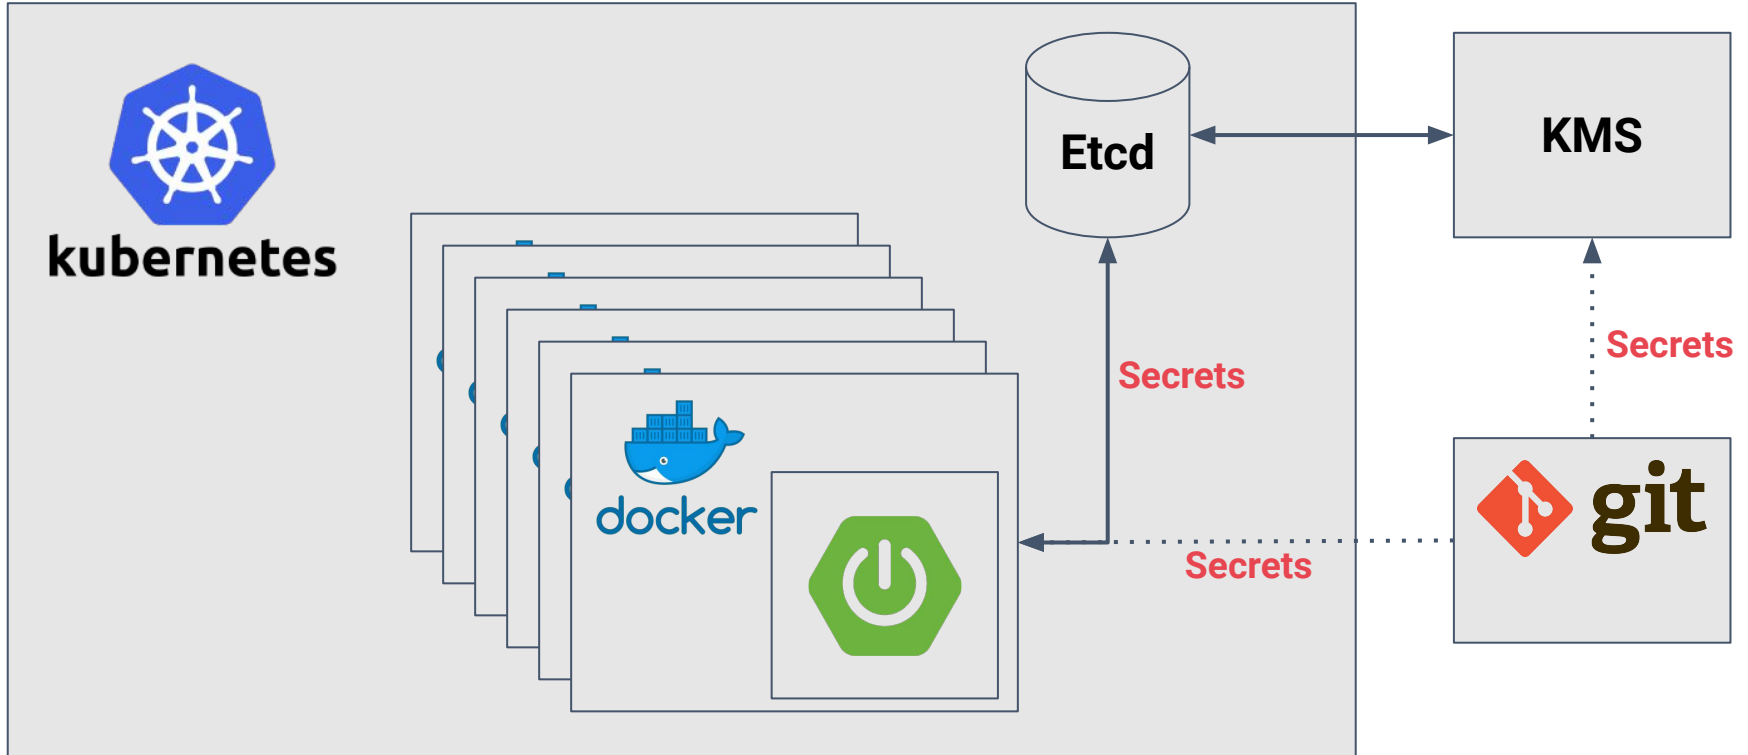 Etcd
KMS
kubernetes
Secrets
Secrets
docker
git
Secrets